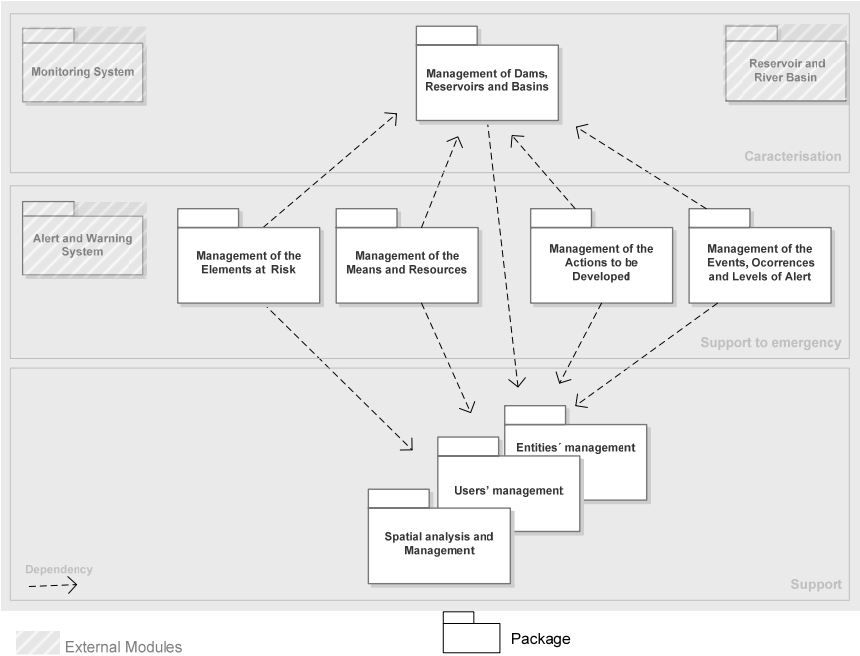 Monitoring System
Management of Dams,
Reservoirs and Basins
Reservoir and
River Basin
Caracterisation
Alert and Warning
System
Management of the
Elements at Risk
Management of the
Means and Resources
Management of the
Actions to be
Developed
Management of the
Events, Ocorrences
and Levels of Alert
Support to emergency
Entities´ management
Users' management
Spatial analysis and
Management
Dependency
Support
External Modules
Package